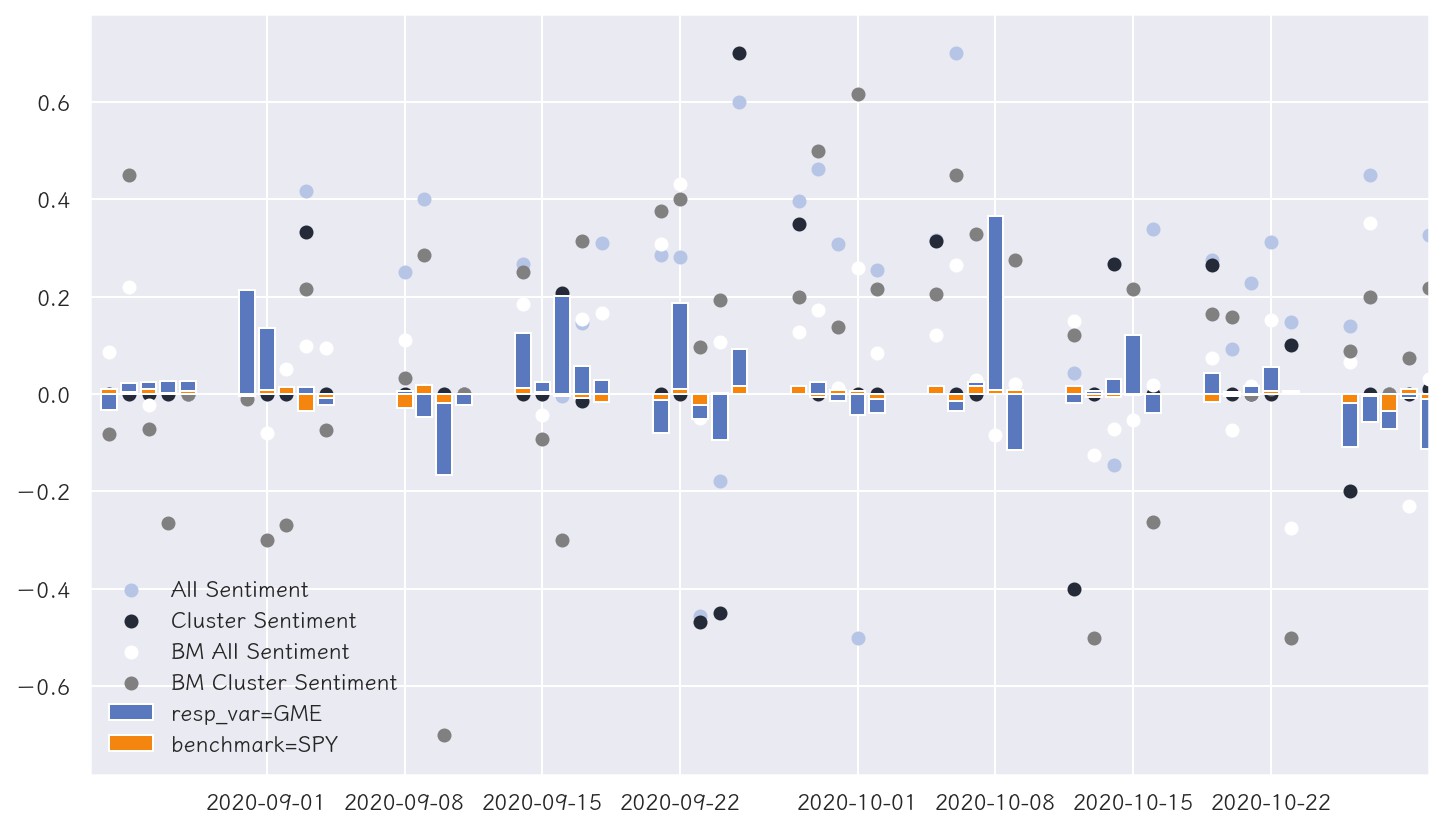 0.6
0.4
0.2
0.0
−0.2
−0.4
−0.6
All Sentiment
Cluster Sentiment
BM All Sentiment
BM Cluster Sentiment
resp_var=GME
benchmark=SPY
2020-09-01 2020-09-08 2020-09-15 2020-09-22 2020-10-01 2020-10-08 2020-10-15 2020-10-22